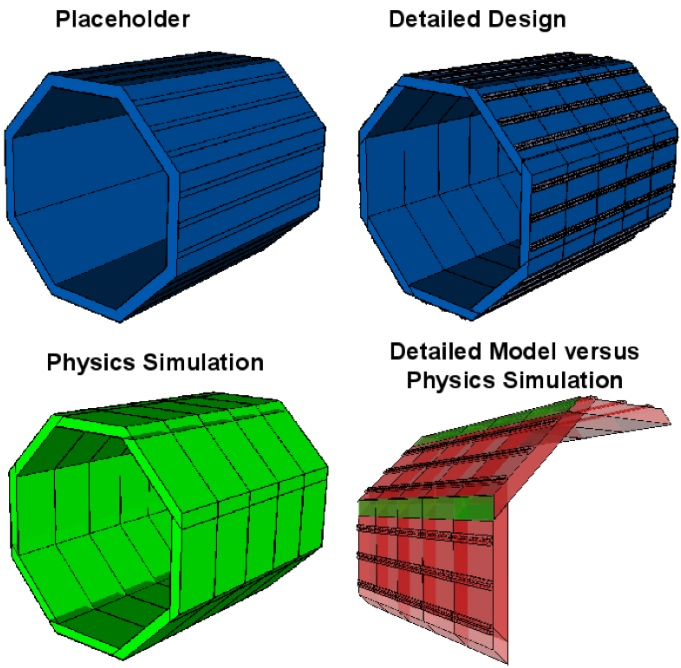 Placeholder
Detailed Design
Physics Simulation
Detailed Model versus
Physics Simulation